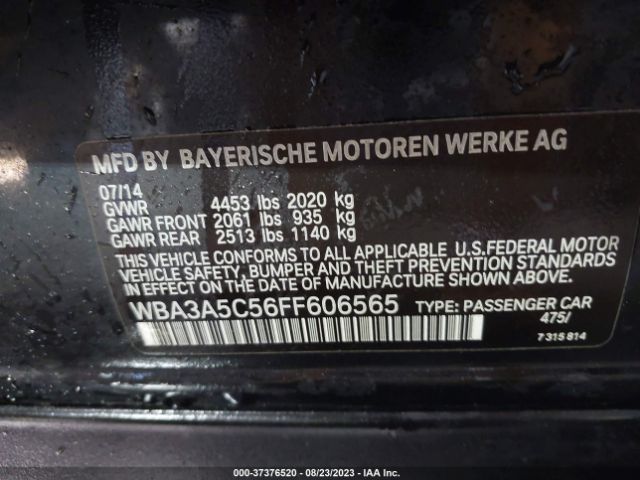 MFD BY BAYERISCHE MOTOREN WERKE AG
07/14
GVWR 4453 lbs 2020 kg
GAWR FRONT 2061 lbs 935 kg
GAWR REAR 2513 lbs 1140 kg
THIS VEHICLE CONFORMS TO ALL APPLICABLE U.S.FEDERAL MOTOR
VEHICLE SAFETY, BUMPER AND THEFT PREVENTION STANDARDS
IN EFFECT ON THE DATE OF MANUFACTURE SHOWN ABOVE.
WBA3A5C56FF606565 TYPE: PASSENGER CAR
475/
7315814
© COPYRIGHT - 37376520 - 08/23/2023 - IAA Inc.